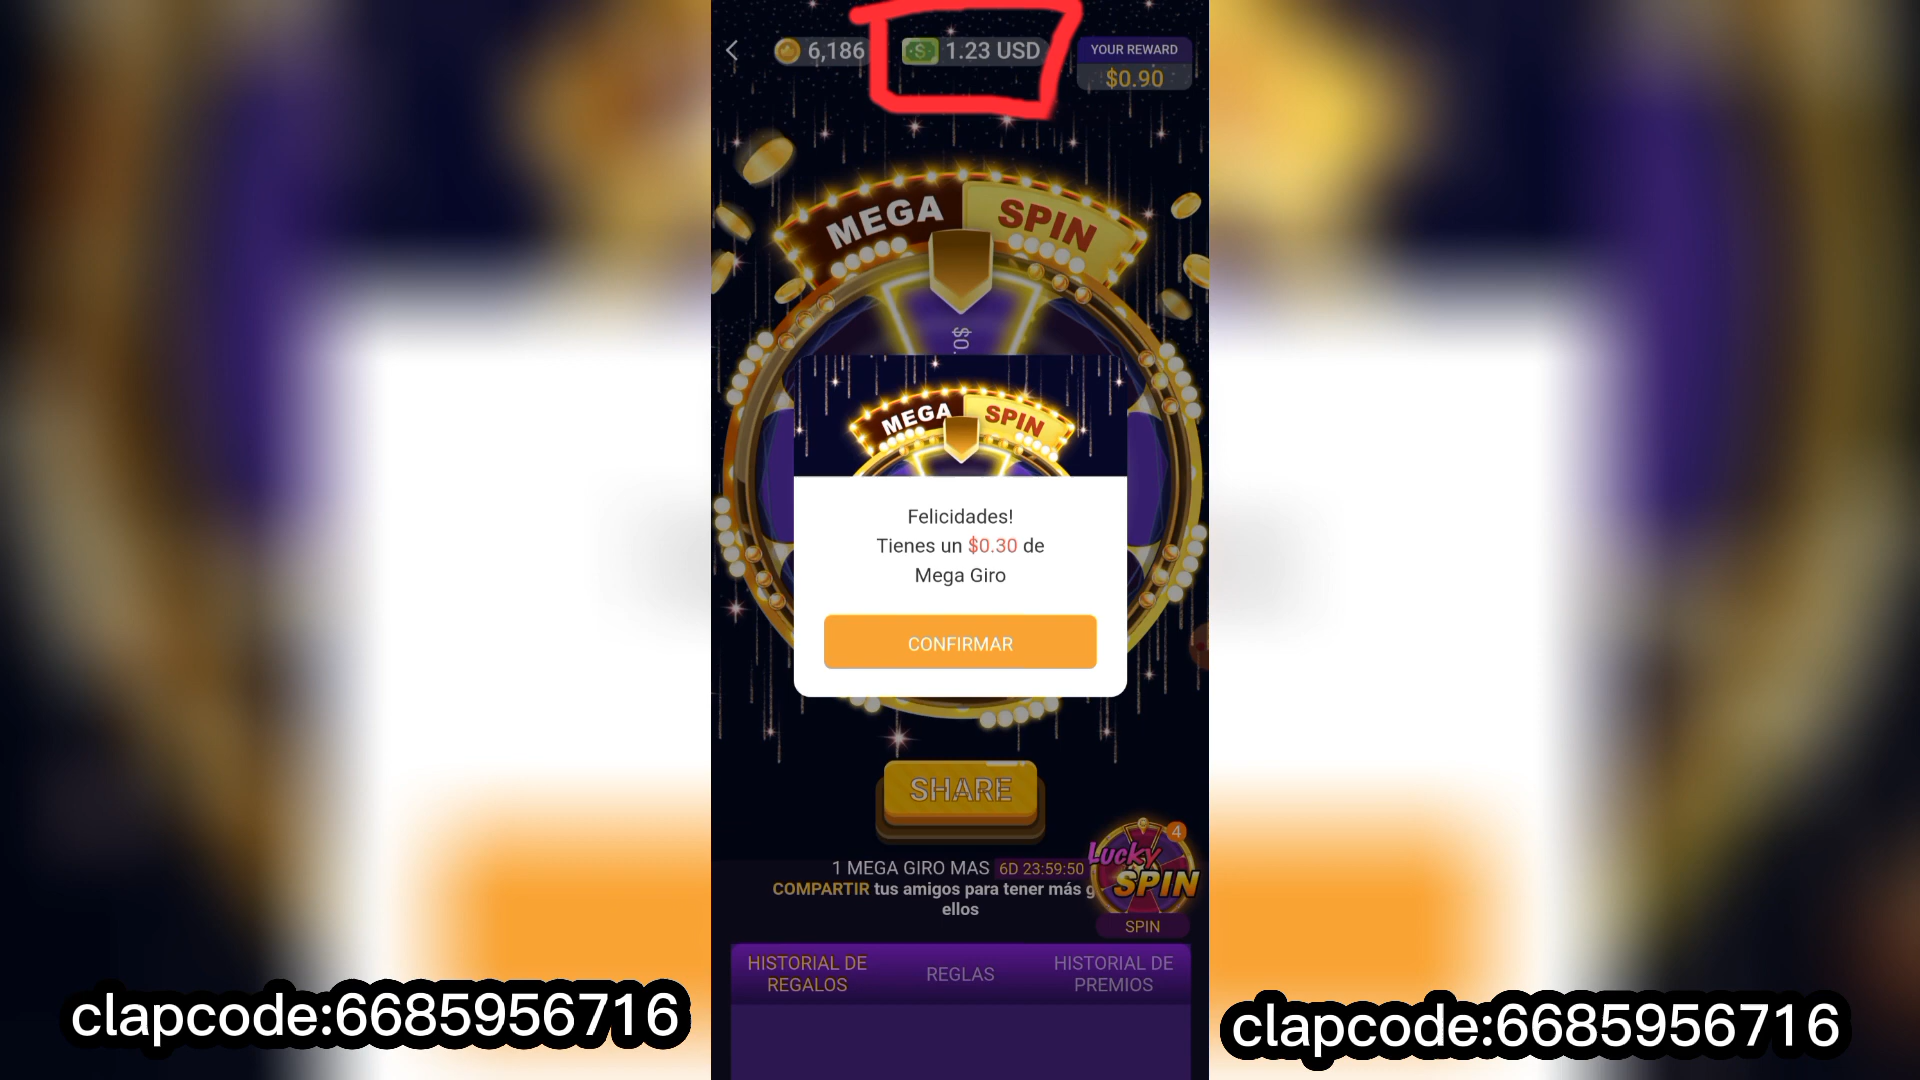 6,186
$ 1.23 USD
YOUR REWARD
$0.90
MEGA SPIN
$0.
MEGA SPIN
Felicidades!
Tienes un $0.30 de
Mega Giro
CONFIRMAR
SHARE
4
Lucky
SPIN
SPIN
1 MEGA GIRO MAS 6D 23:59:50
COMPARTIR tus amigos para tener más g
ellos
HISTORIAL DE
REGALOS
REGLAS
HISTORIAL DE
PREMIOS
clapcode:6685956716
clapcode:6685956716